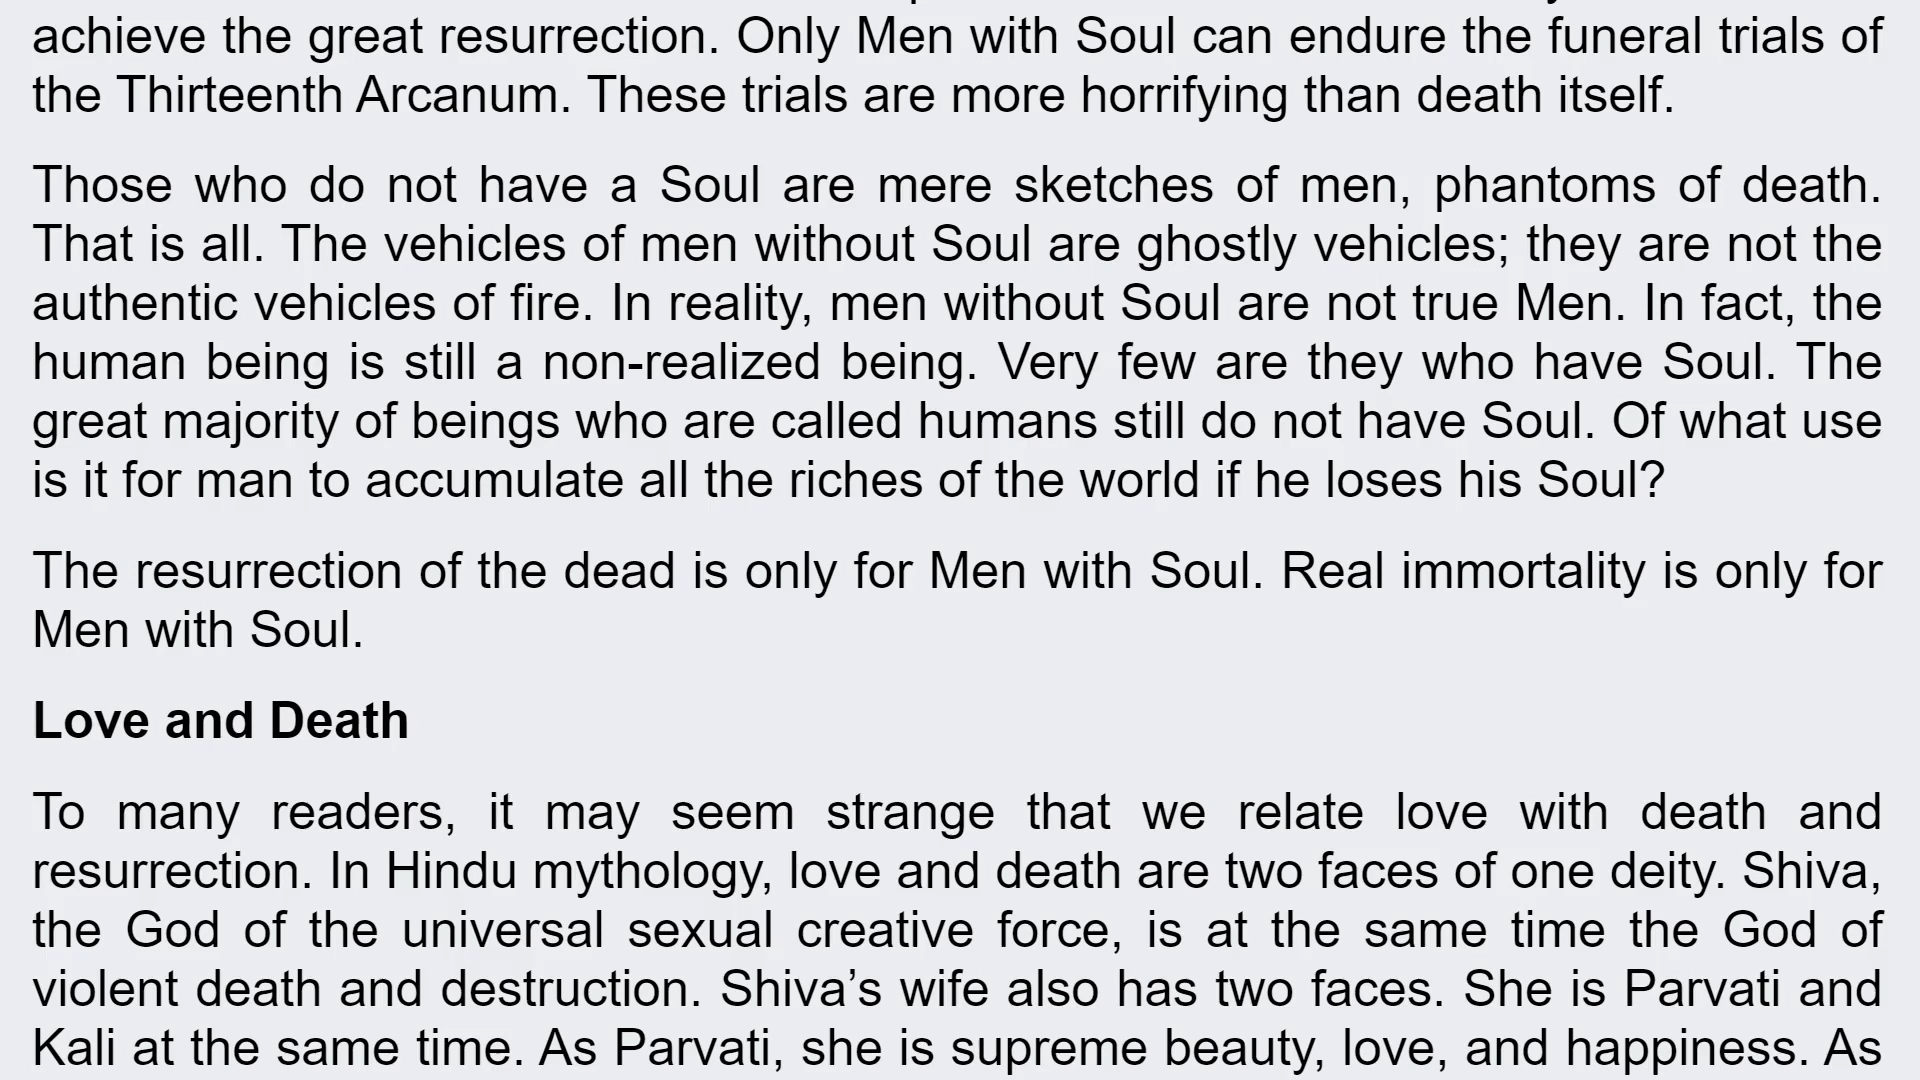 achieve the great resurrection. Only Men with Soul can endure the funeral trials of
the Thirteenth Arcanum. These trials are more horrifying than death itself.
Those who do not have a Soul are mere sketches of men, phantoms of death.
That is all. The vehicles of men without Soul are ghostly vehicles; they are not the
authentic vehicles of fire. In reality, men without Soul are not true Men. In fact, the
human being is still a non-realized being. Very few are they who have Soul. The
great majority of beings who are called humans still do not have Soul. Of what use
is it for man to accumulate all the riches of the world if he loses his Soul?
The resurrection of the dead is only for Men with Soul. Real immortality is only for
Men with Soul.
Love and Death
To many readers, it may seem strange that we relate love with death and
resurrection. In Hindu mythology, love and death are two faces of one deity. Shiva,
the God of the universal sexual creative force, is at the same time the God of
violent death and destruction. Shiva’s wife also has two faces. She is Parvati and
Kali at the same time. As Parvati, she is supreme beauty, love, and happiness. As